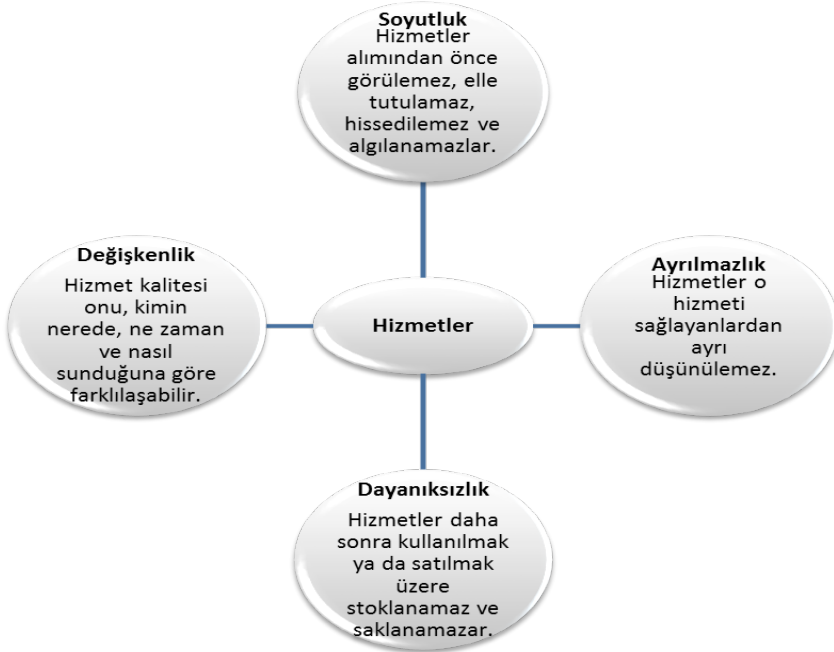 Soyutluk
Hizmetler
alımından önce
görülemez, elle
tutulamaz,
hissedilemez ve
algılanamazlar.
Değişkenlik
Hizmet kalitesi
onu, kimin
nerede, ne zaman
ve nasıl
sunduğuna göre
farklılaşabilir.
Hizmetler
Ayrılmazlık
Hizmetler o
hizmeti
sağlayanlardan
ayrı
düşünülemez.
Dayanıksızlık
Hizmetler daha
sonra kullanılmak
ya da satılmak
üzere
stoklanamaz ve
saklanamazar.